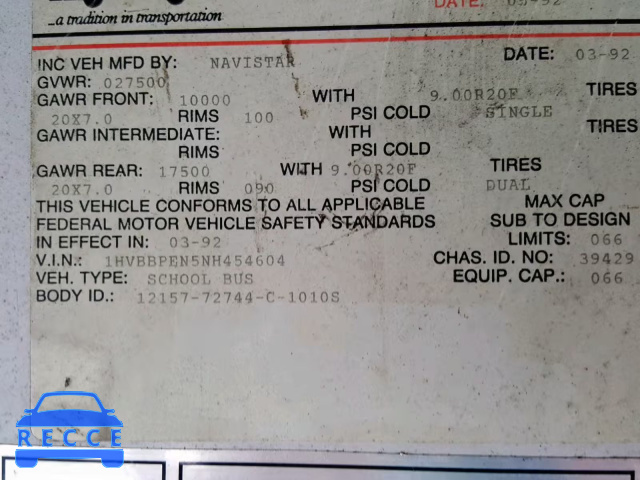 DATE: 05-92
...a tradition in transportation
INC VEH MFD BY: NAVISTAR DATE: 03-92
GVWR: 027500
GAWR FRONT: 10000 WITH 9.00R20F TIRES
20X7.0 RIMS 100 PSI COLD SINGLE
GAWR INTERMEDIATE: WITH TIRES
RIMS PSI COLD
GAWR REAR: 17500 WITH 9.00R20F TIRES
20X7.0 RIMS 090 PSI COLD DUAL
THIS VEHICLE CONFORMS TO ALL APPLICABLE MAX CAP
FEDERAL MOTOR VEHICLE SAFETY STANDARDS SUB TO DESIGN
IN EFFECT IN: 03-92 LIMITS: 066
V.I.N.: 1HVBBPEN5NH454604 CHAS. ID. NO: 39429
VEH. TYPE: SCHOOL BUS EQUIP. CAP.: 066
BODY ID.: 12157-72744-C-1010S
RECCE